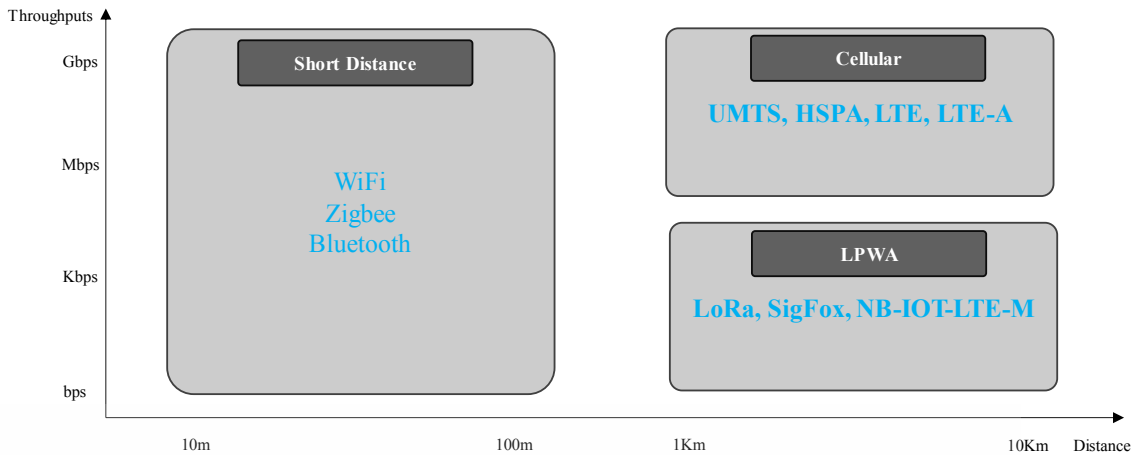 Throughputs
Gbps
Mbps
Kbps
bps
Short Distance
WiFi
Zigbee
Bluetooth
Cellular
UMTS, HSPA, LTE, LTE-A
LPWA
LoRa, SigFox, NB-IOT-LTE-M
10m
100m
1Km
10Km
Distance